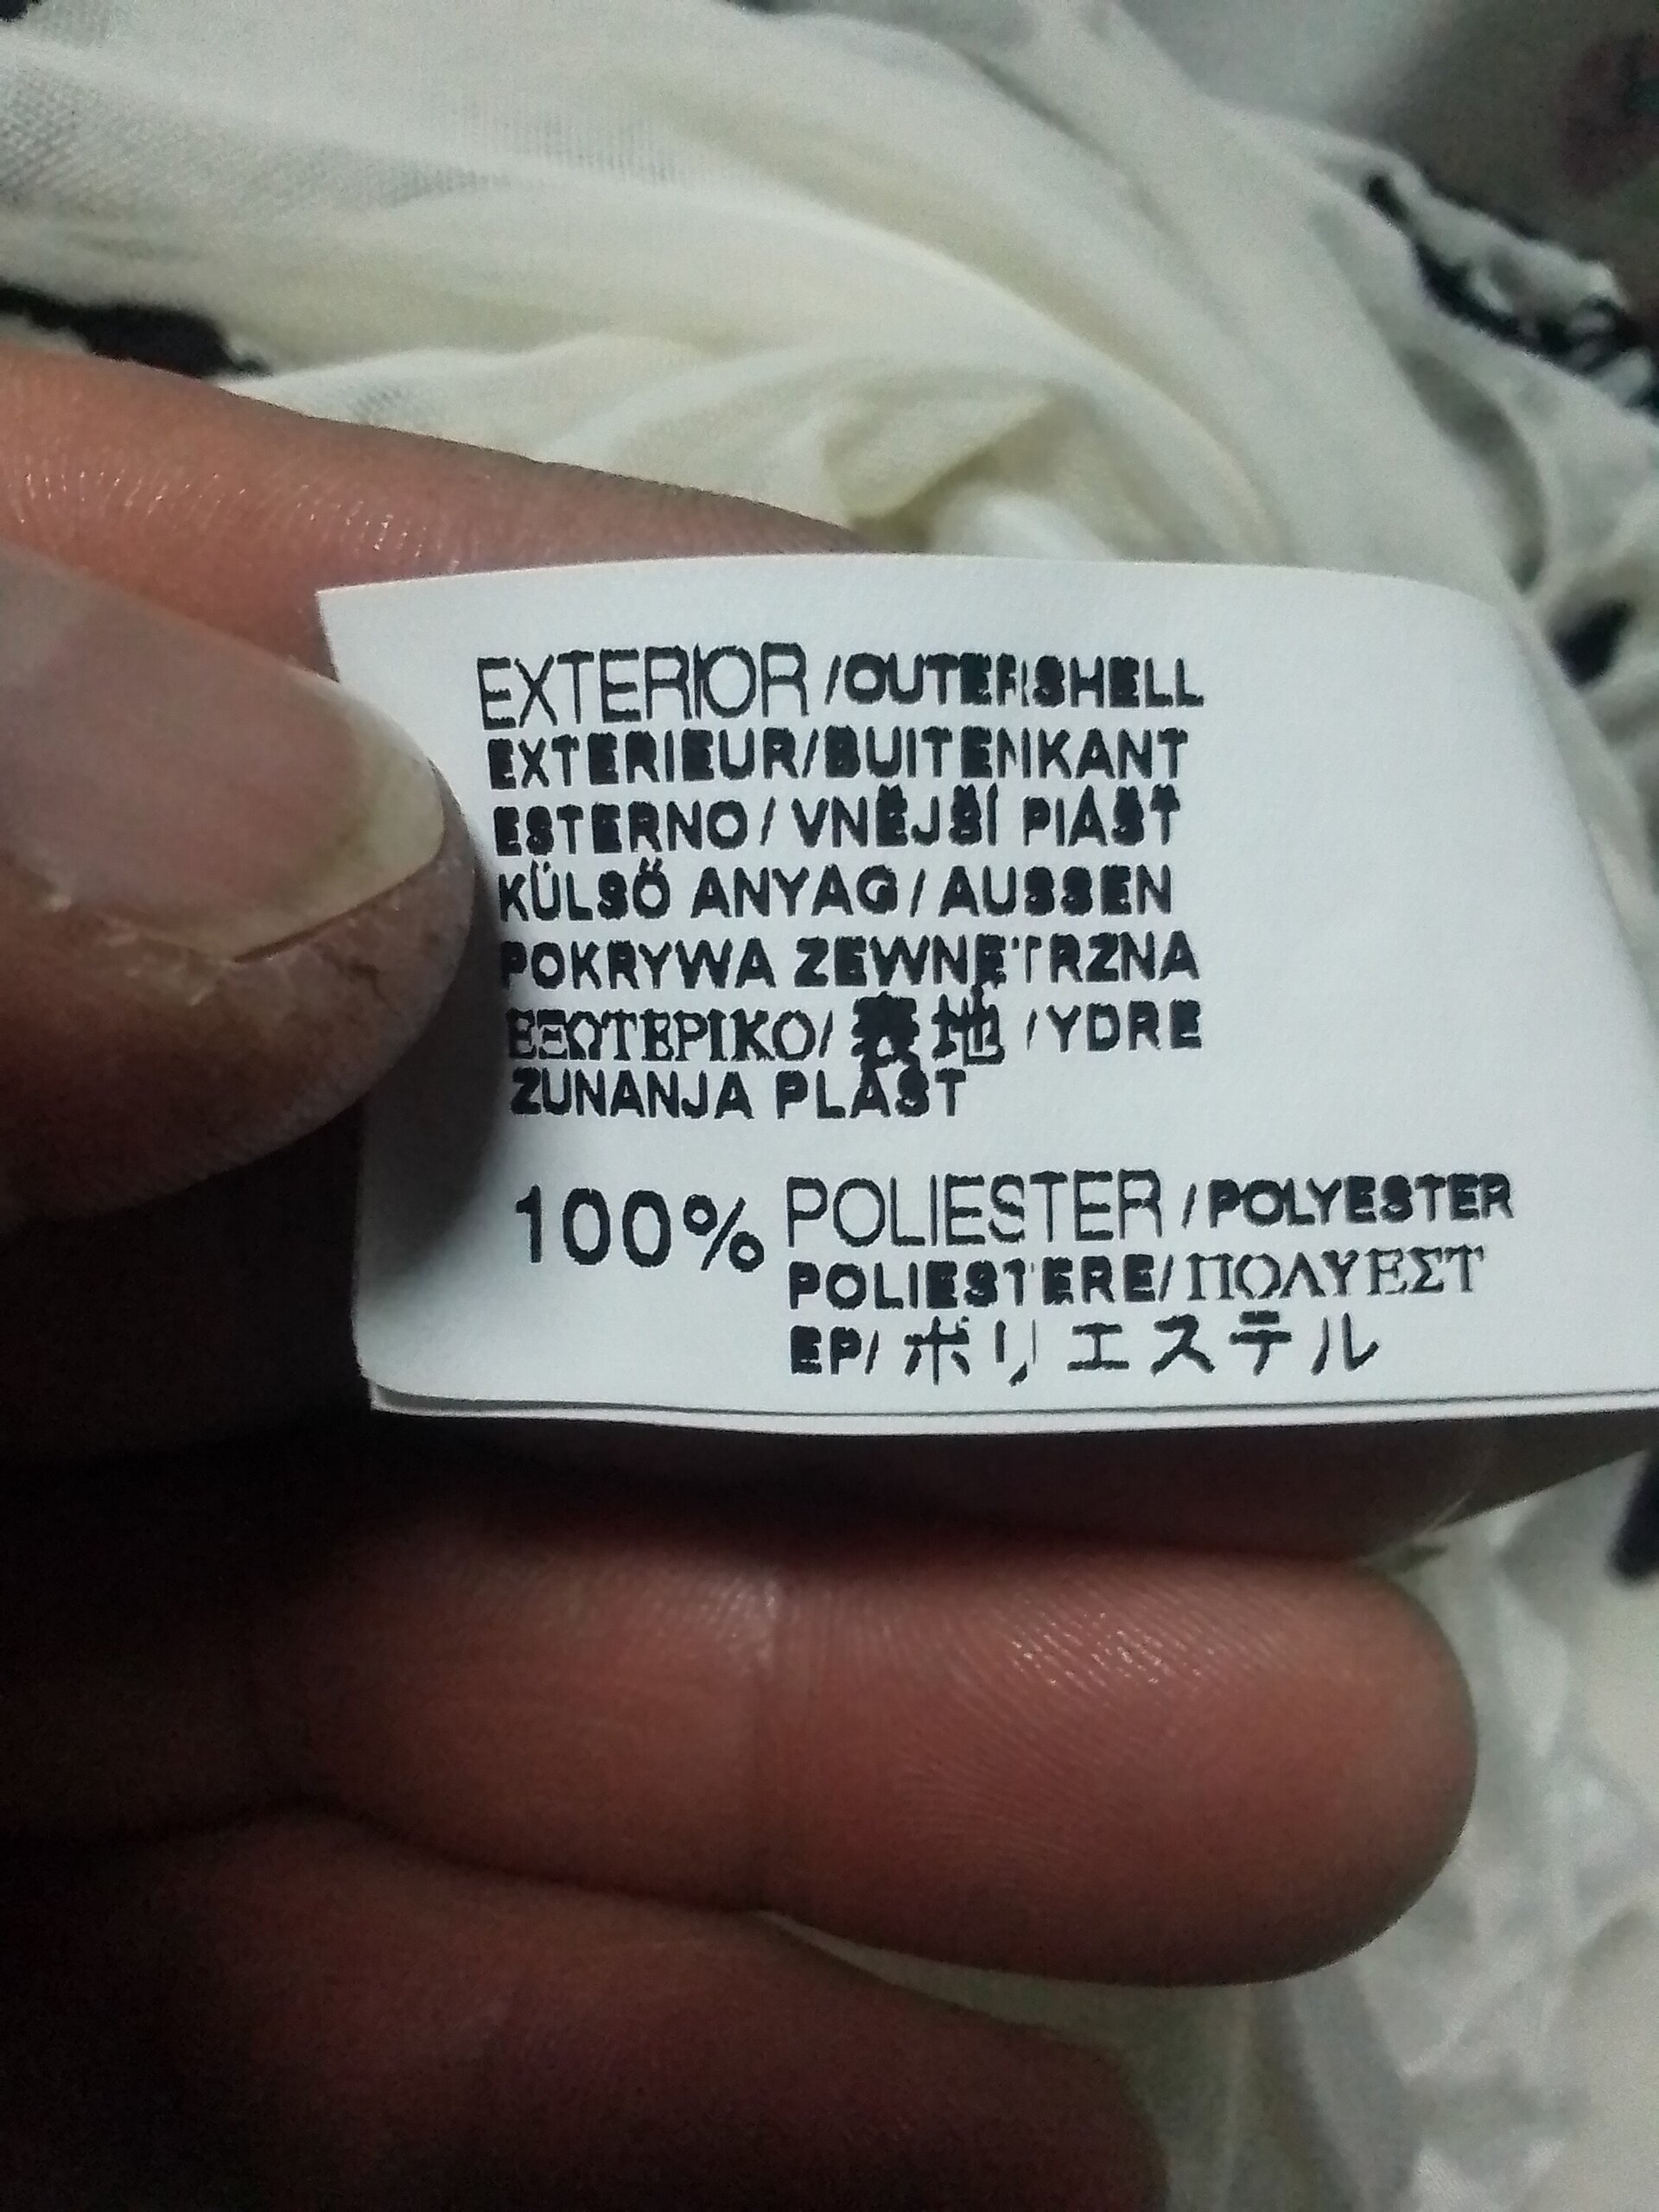 EXTERIOR /OUTERSHELL
EXTERIEUR/BUITENKANT
ESTERNO/ VNĚJŠÍ PIÁŠŤ
KÜLSŐ ANYAG/AUSSEN
POKRYWA ZEWNĘTRZNA
ΕΞΩΤΕΡΙΚΟ/ 表地 /YDRE
ZUNANJA PLAST
100% POLIESTER /POLYESTER
POLIESTERE/ΠΟΛΥΕΣΤ
ΕΡ/ ポリエステル